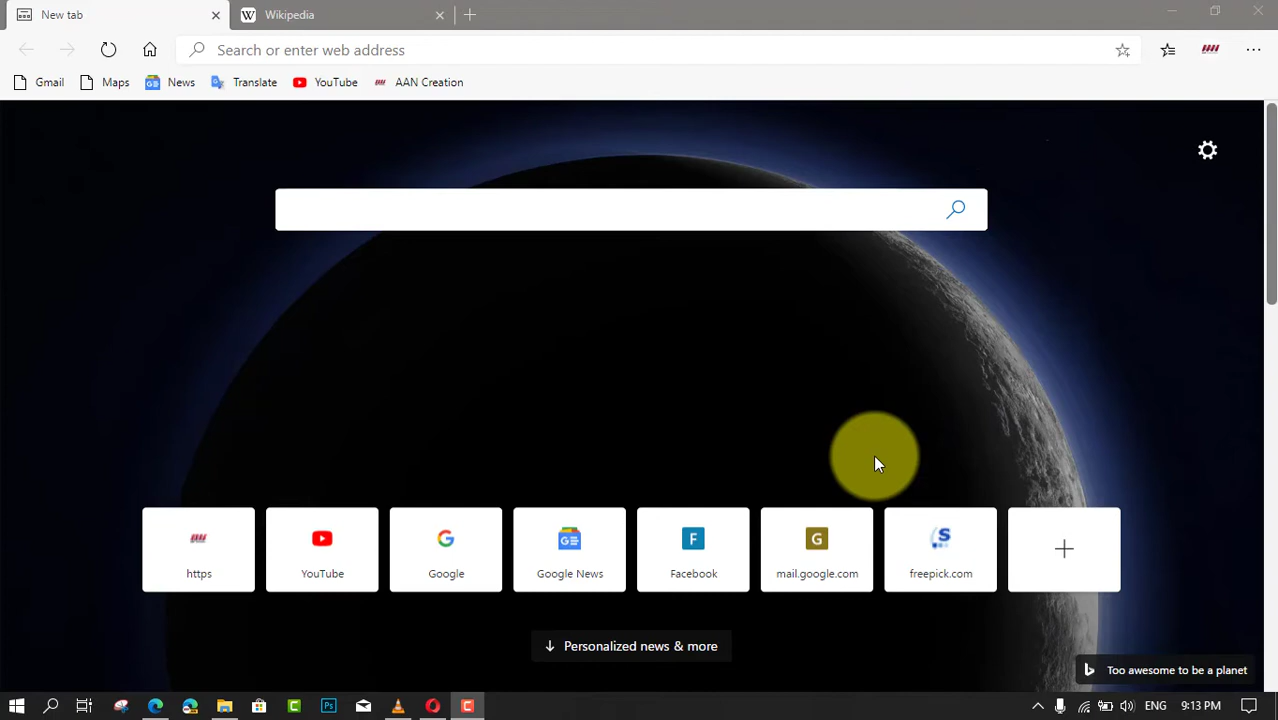 New tab
Wikipedia
Search or enter web address
Gmail Maps News Translate YouTube AAN Creation
https YouTube Google Google News Facebook mail.google.com freepick.com
Personalized news & more
Too awesome to be a planet
ENG 9:13 PM